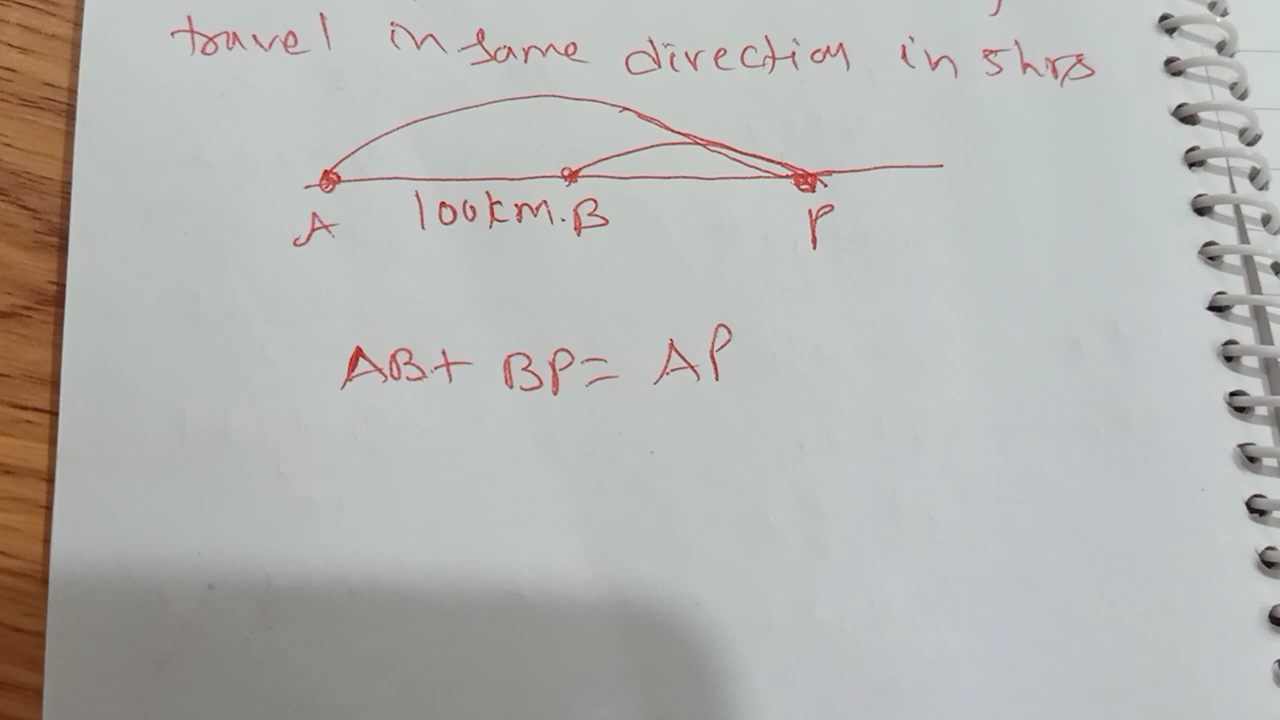 travel in same direction in 5hrs
A 100km. B P
AB+ BP= AP